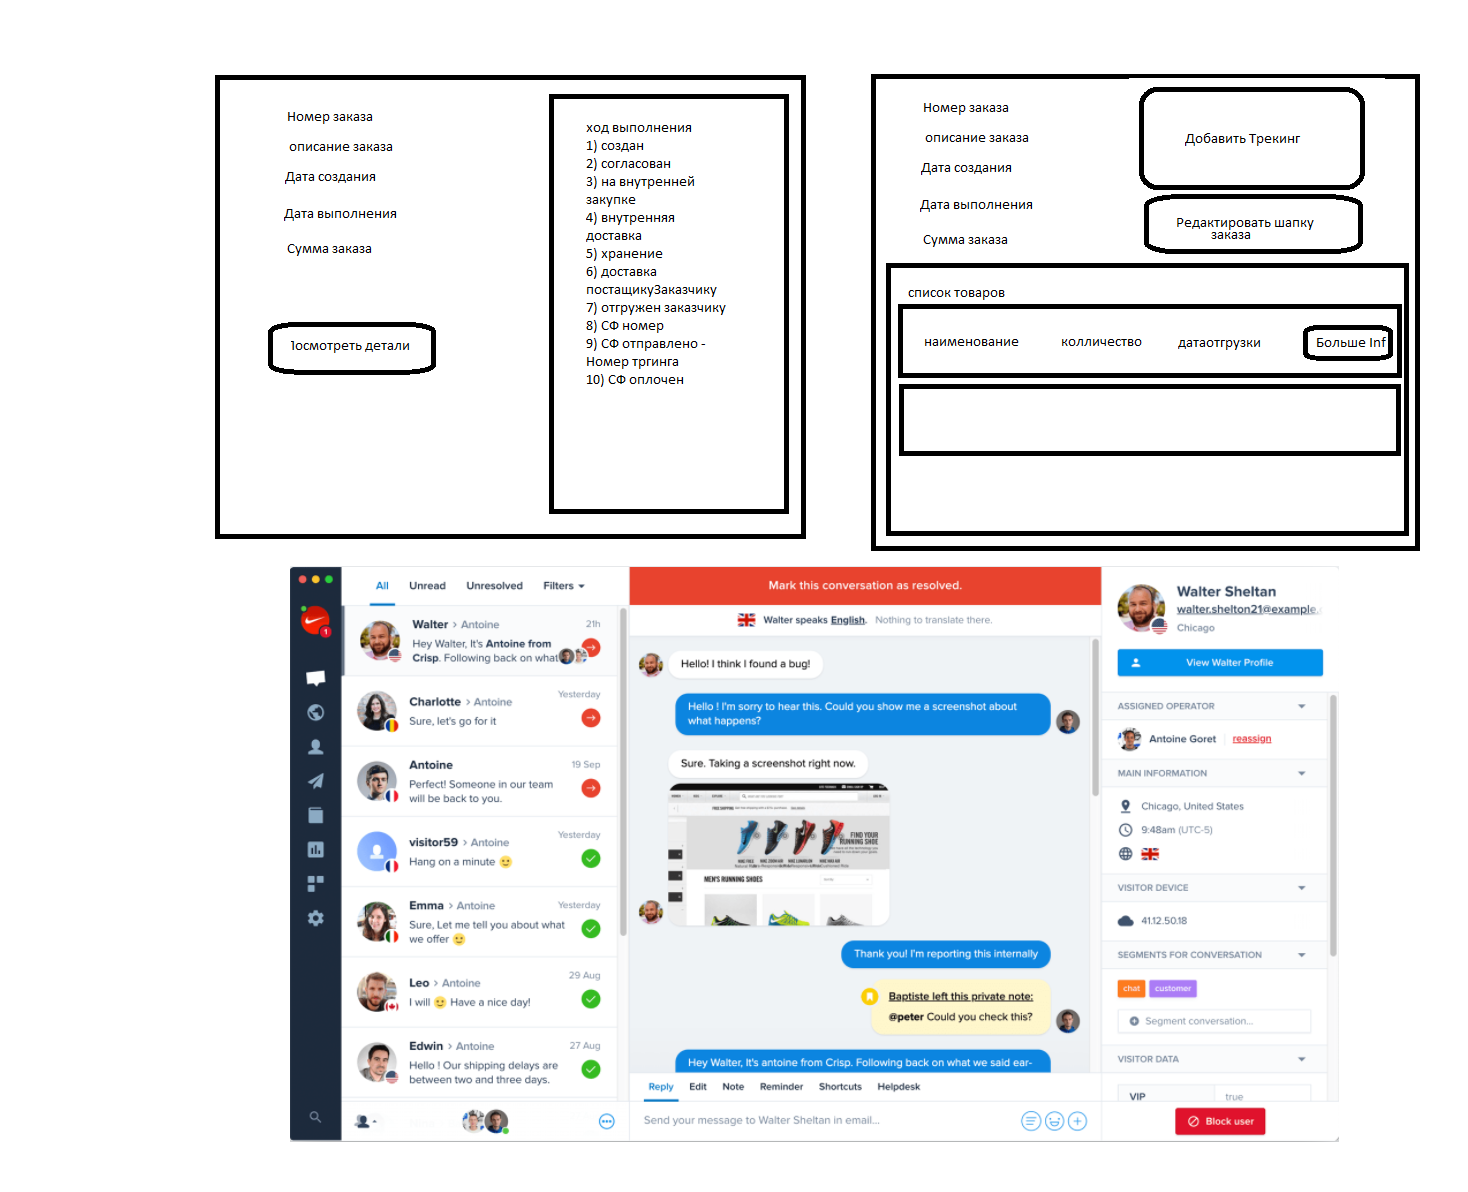 Номер заказа
описание заказа
Дата создания
Дата выполнения
Сумма заказа
Іосмотреть детали
ход выполнения
1) создан
2) согласован
3) на внутренней
закупке
4) внутренняя
доставка
5) хранение
6) доставка
постащикуЗаказчику
7) отгружен заказчику
8) СФ номер
9) СФ отправлено -
Номер тргинга
10) СФ оплочен
Номер заказа
описание заказа
Дата создания
Дата выполнения
Сумма заказа
Добавить Трекинг
Редактировать шапку
заказа
список товаров
наименование колличество датаотгрузки Больше Inf
All Unread Unresolved Filters
1
Walter > Antoine 21h
Hey Walter, It's Antoine from
Crisp. Following back on what
Charlotte > Antoine Yesterday
Sure, let's go for it
Antoine 19 Sep
Perfect! Someone in our team
will be back to you.
visitor59 > Antoine Yesterday
Hang on a minute
Emma > Antoine Yesterday
Sure, Let me tell you about what
we offer
Leo > Antoine 29 Aug
I will Have a nice day!
Edwin > Antoine 27 Aug
Hello ! Our shipping delays are
between two and three days.
Mark this conversation as resolved.
Walter speaks English. Nothing to translate there.
Hello! I think I found a bug!
Hello ! I'm sorry to hear this. Could you show me a screenshot about
what happens?
Sure. Taking a screenshot right now.
FIND YOUR
RUNNING SHOE
MEN'S RUNNING SHOES
Thank you! I'm reporting this internally
Baptiste left this private note:
@peter Could you check this?
Hey Walter, It's antoine from Crisp. Following back on what we said ear-
Reply Edit Note Reminder Shortcuts Helpdesk
Send your message to Walter Sheltan in email...
Walter Sheltan
walter.shelton21@example.
Chicago
View Walter Profile
ASSIGNED OPERATOR
Antoine Goret reassign
MAIN INFORMATION
Chicago, United States
9:48am (UTC-5)
VISITOR DEVICE
41.12.50.18
SEGMENTS FOR CONVERSATION
chat customer
Segment conversation...
VISITOR DATA
VIP true
Block user